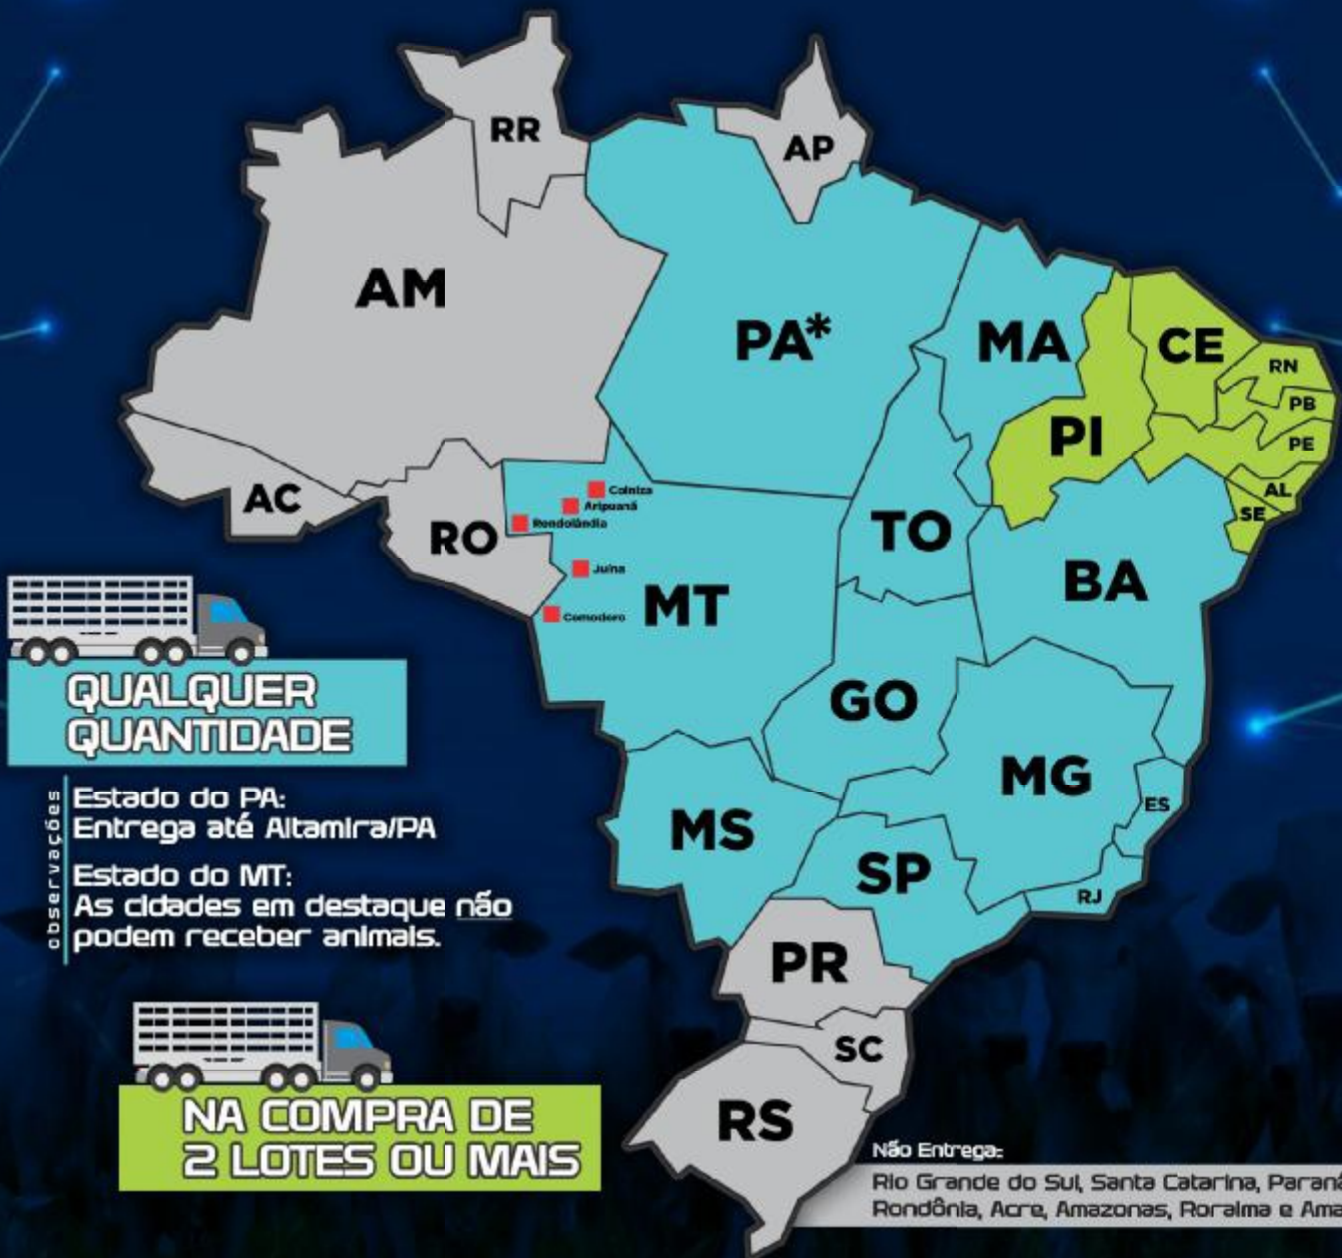 RR
AP
AM
PA*
MA
CE
RN
PB
PI
PE
AL
SE
AC
RO
Colniza
Aripuanã
Rondolândia
Juína
Comodoro
MT
TO
BA
GO
MG
ES
MS
SP
RJ
PR
SC
RS
QUALQUER
QUANTIDADE
observações
Estado do PA:
Entrega até Altamira/PA
Estado do MT:
As cidades em destaque não
podem receber animais.
NA COMPRA DE
2 LOTES OU MAIS
Não Entrega:
Rio Grande do Sul, Santa Catarina, Paraná
Rondônia, Acre, Amazonas, Roraima e Ama